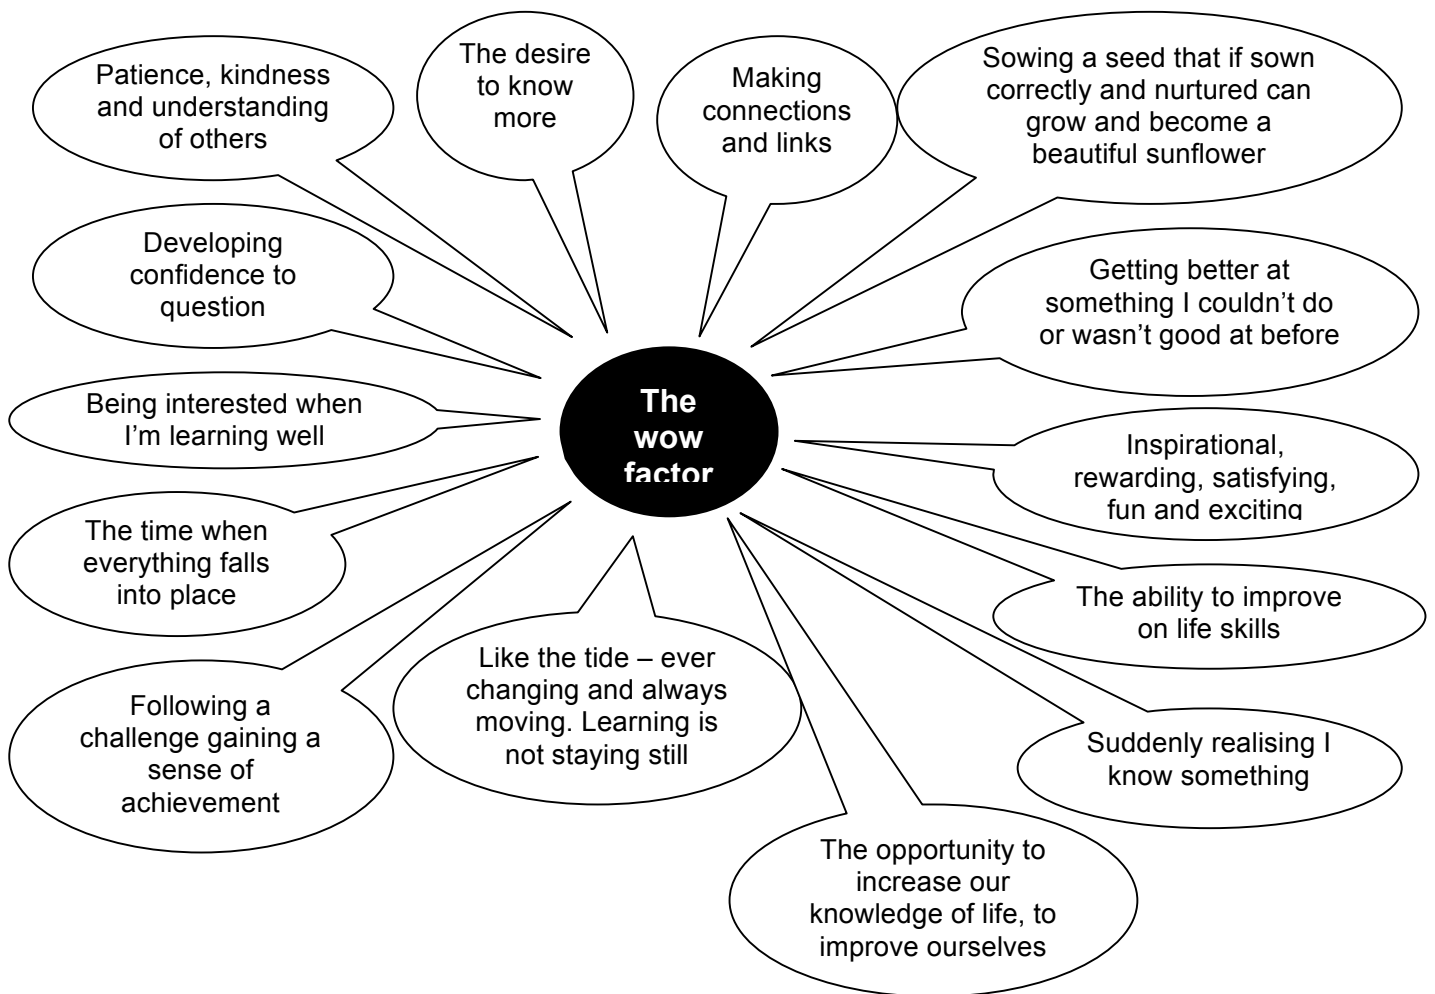 Patience, kindness
and understanding
of others
The desire
to know
more
Making
connections
and links
Sowing a seed that if sown
correctly and nurtured can
grow and become a
beautiful sunflower
Developing
confidence to
question
Getting better at
something I couldn’t do
or wasn’t good at before
Being interested when
I’m learning well
The
wow
factor
Inspirational,
rewarding, satisfying,
fun and exciting
The time when
everything falls
into place
The ability to improve
on life skills
Following a
challenge gaining a
sense of
achievement
Like the tide – ever
changing and always
moving. Learning is
not staying still
Suddenly realising I
know something
The opportunity to
increase our
knowledge of life, to
improve ourselves